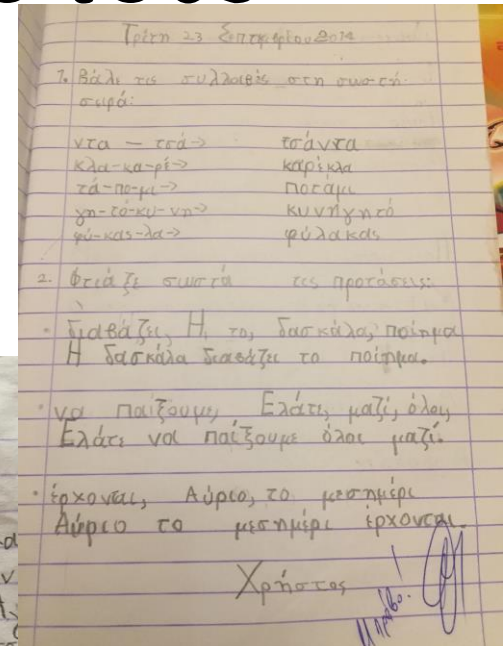 Τρίτη 23 Σεπτεμβρίου 2014
1. Βάλε τις συλλαβές στη σωστή
σειρά:
ντα – τσά-> τσάντα
κλα-κα-ρέ-> καρέκλα
τά-πο-μι-> ποτάμι
γη-τό-κυ-νη-> κυνηγητό
φύ-κας-λα-> φύλακας
2. Φτιάξε σωστά τις προτάσεις:
διαβάζει, Η, το, δασκάλα, ποίημα
Η δασκάλα διαβάζει το ποίημα.
να παίξουμε, Ελάτε, μαζί, όλοι,
Ελάτε να παίξουμε όλοι μαζί.
έρχονται, Αύριο, το μεσημέρι
Αύριο το μεσημέρι έρχονται.
Χρήστος
Μπράβο!